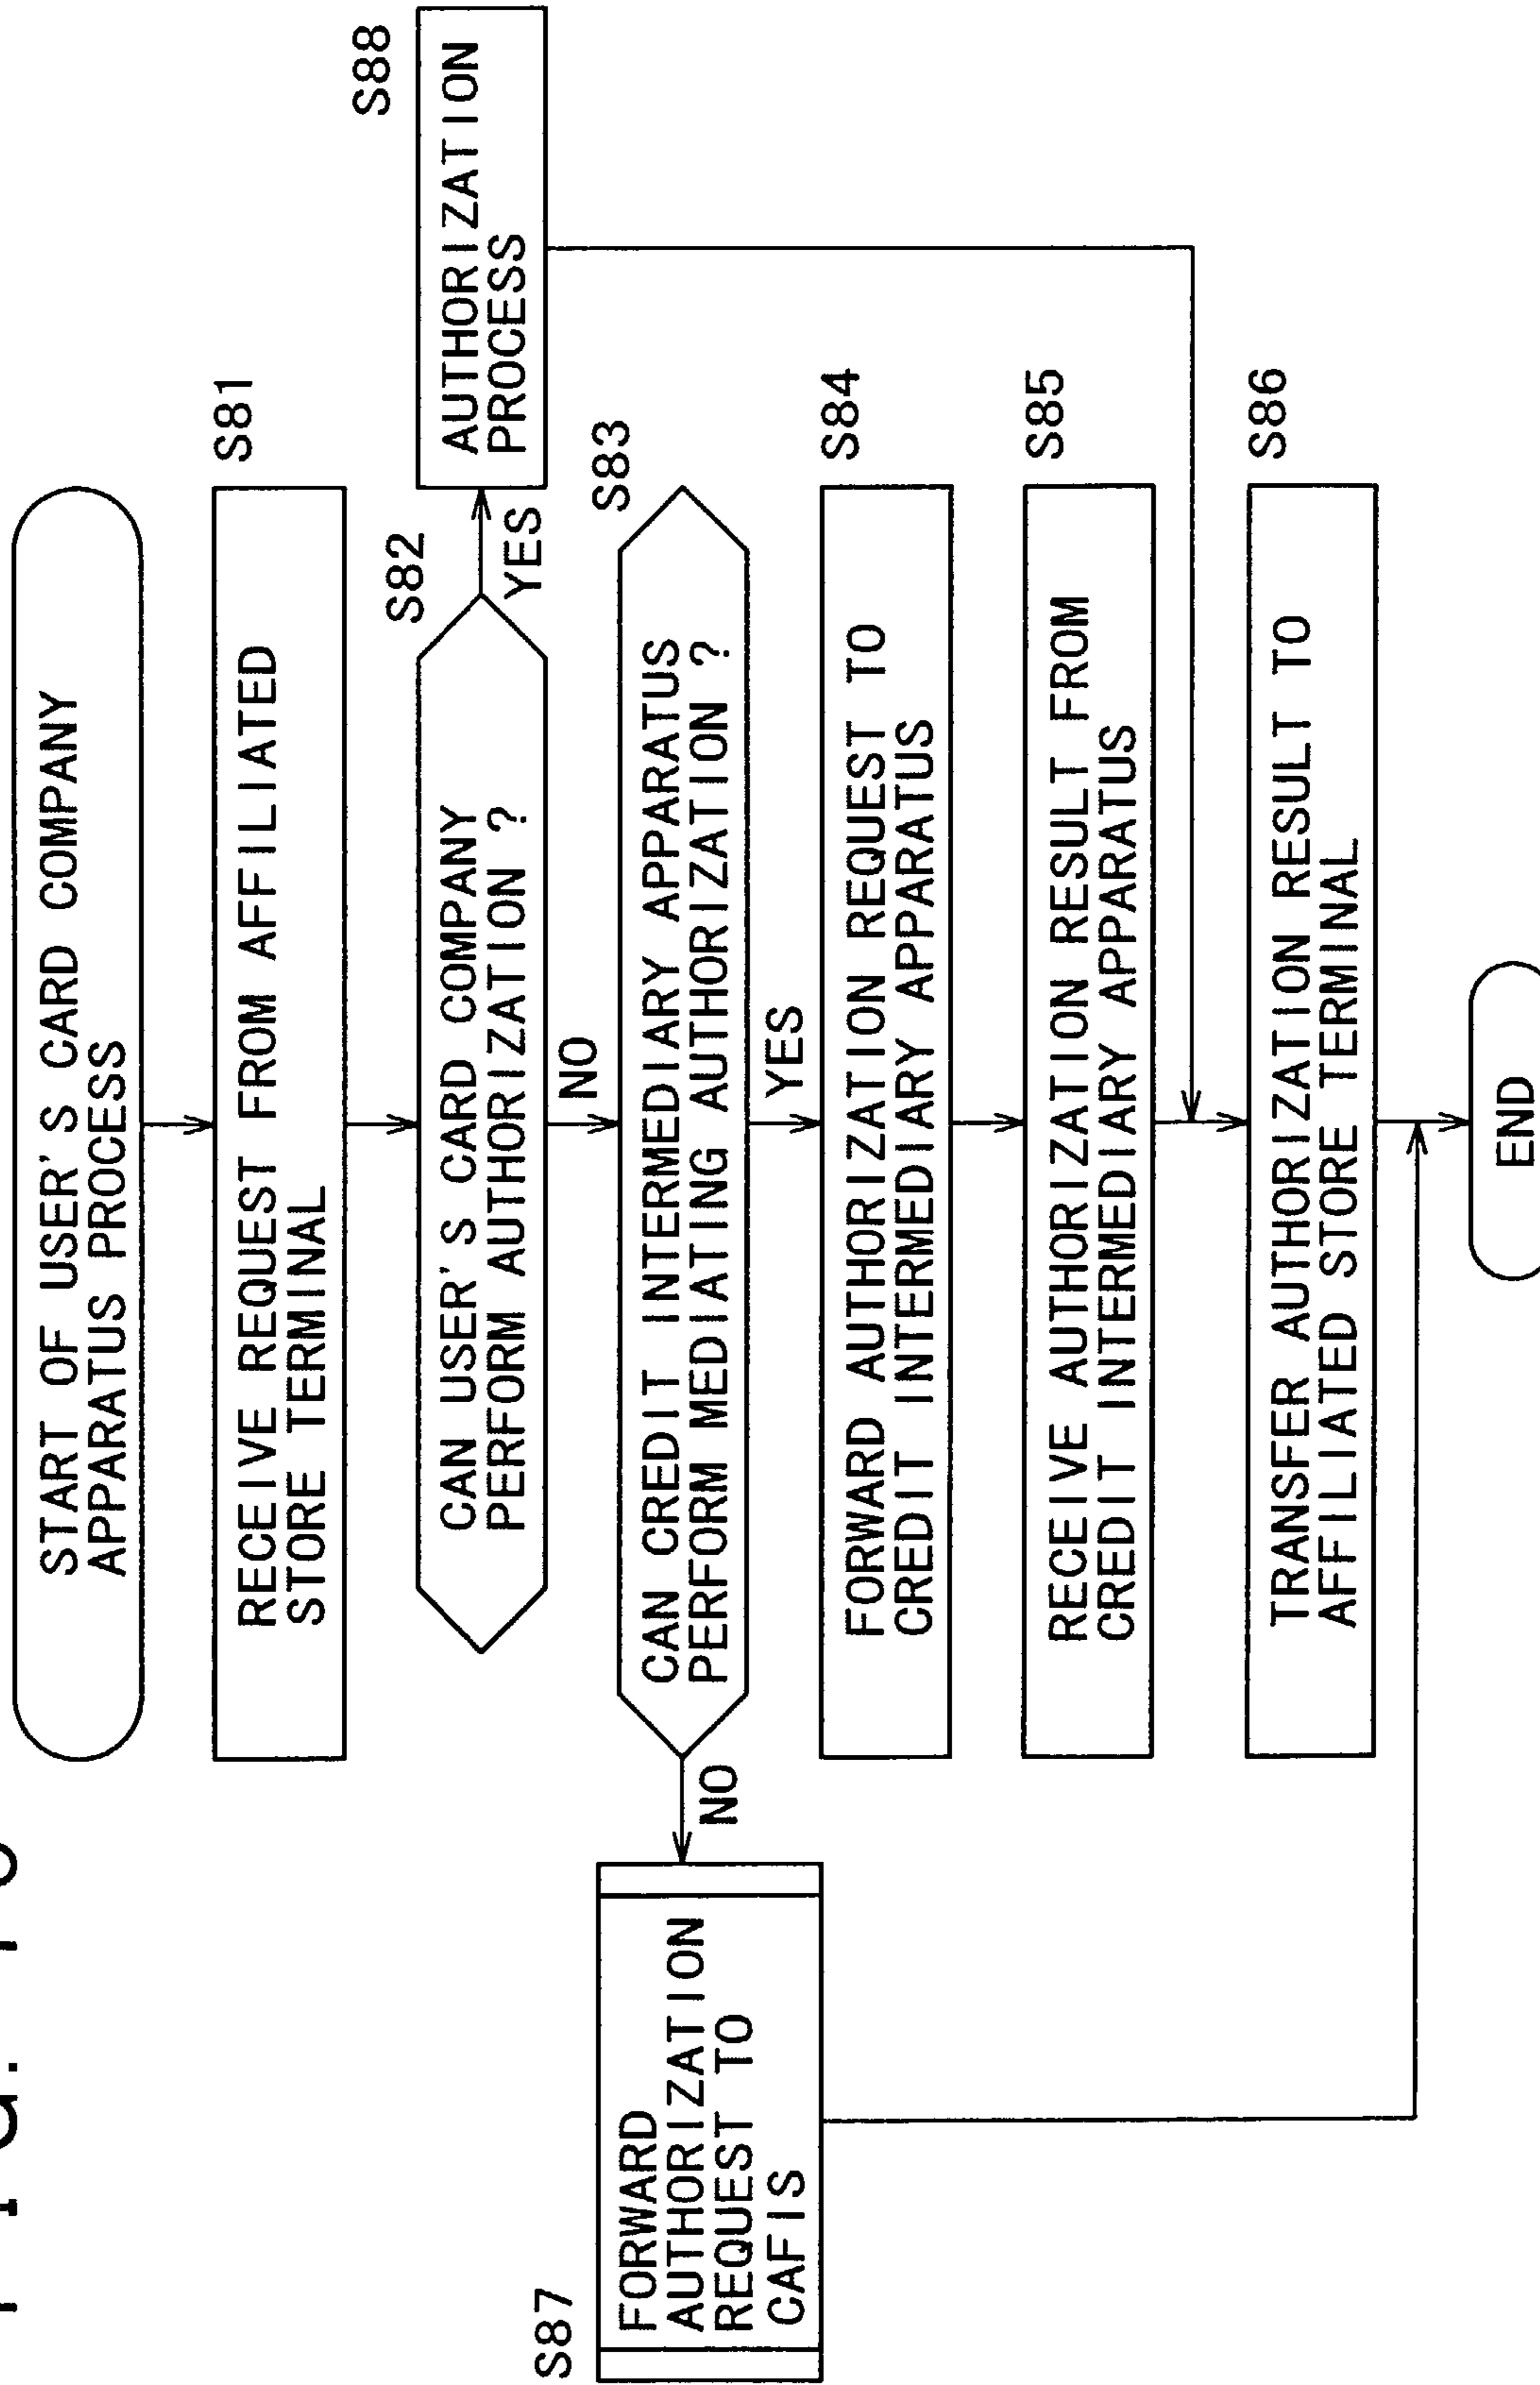 START OF USER'S CARD COMPANY
APPARATUS PROCESS
S81
RECEIVE REQUEST FROM AFFILIATED
STORE TERMINAL
S82
CAN USER'S CARD COMPANY
PERFORM AUTHORIZATION ?
YES
S88
AUTHORIZATION
PROCESS
NO
S83
CAN CREDIT INTERMEDIARY APPARATUS
PERFORM MEDIATING AUTHORIZATION ?
NO
S87
FORWARD
AUTHORIZATION
REQUEST TO
CAFIS
YES
S84
FORWARD AUTHORIZATION REQUEST TO
CREDIT INTERMEDIARY APPARATUS
S85
RECEIVE AUTHORIZATION RESULT FROM
CREDIT INTERMEDIARY APPARATUS
S86
TRANSFER AUTHORIZATION RESULT TO
AFFILIATED STORE TERMINAL
END